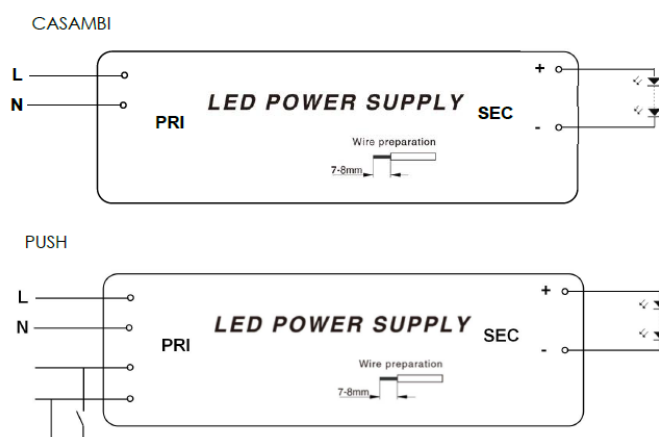 CASAMBI
L
N
PRI
LED POWER SUPPLY
SEC
+
-
Wire preparation
7-8mm
PUSH
L
N
PRI
LED POWER SUPPLY
SEC
+
-
Wire preparation
7-8mm